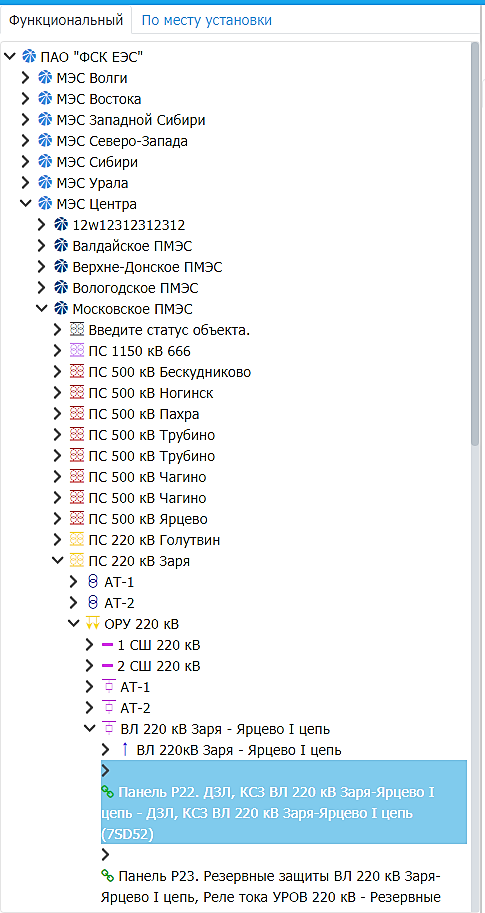 Функциональный
По месту установки
ПАО "ФСК ЕЭС"
МЭС Волги
МЭС Востока
МЭС Западной Сибири
МЭС Северо-Запада
МЭС Сибири
МЭС Урала
МЭС Центра
12w12312312312
Валдайское ПМЭС
Верхне-Донское ПМЭС
Вологодское ПМЭС
Московское ПМЭС
Введите статус объекта.
ПС 1150 кВ 666
ПС 500 кВ Бескудниково
ПС 500 кВ Ногинск
ПС 500 кВ Пахра
ПС 500 кВ Трубино
ПС 500 кВ Трубино
ПС 500 кВ Чагино
ПС 500 кВ Чагино
ПС 500 кВ Ярцево
ПС 220 кВ Голутвин
ПС 220 кВ Заря
АТ-1
АТ-2
ОРУ 220 кВ
1 СШ 220 кВ
2 СШ 220 кВ
АТ-1
АТ-2
ВЛ 220 кВ Заря - Ярцево I цепь
ВЛ 220кВ Заря - Ярцево I цепь
Панель Р22. ДЗЛ, КСЗ ВЛ 220 кВ Заря-Ярцево I
цепь - ДЗЛ, КСЗ ВЛ 220 кВ Заря-Ярцево I цепь
(7SD52)
Панель Р23. Резервные защиты ВЛ 220 кВ Заря-
Ярцево I цепь, Реле тока УРОВ 220 кВ - Резервные